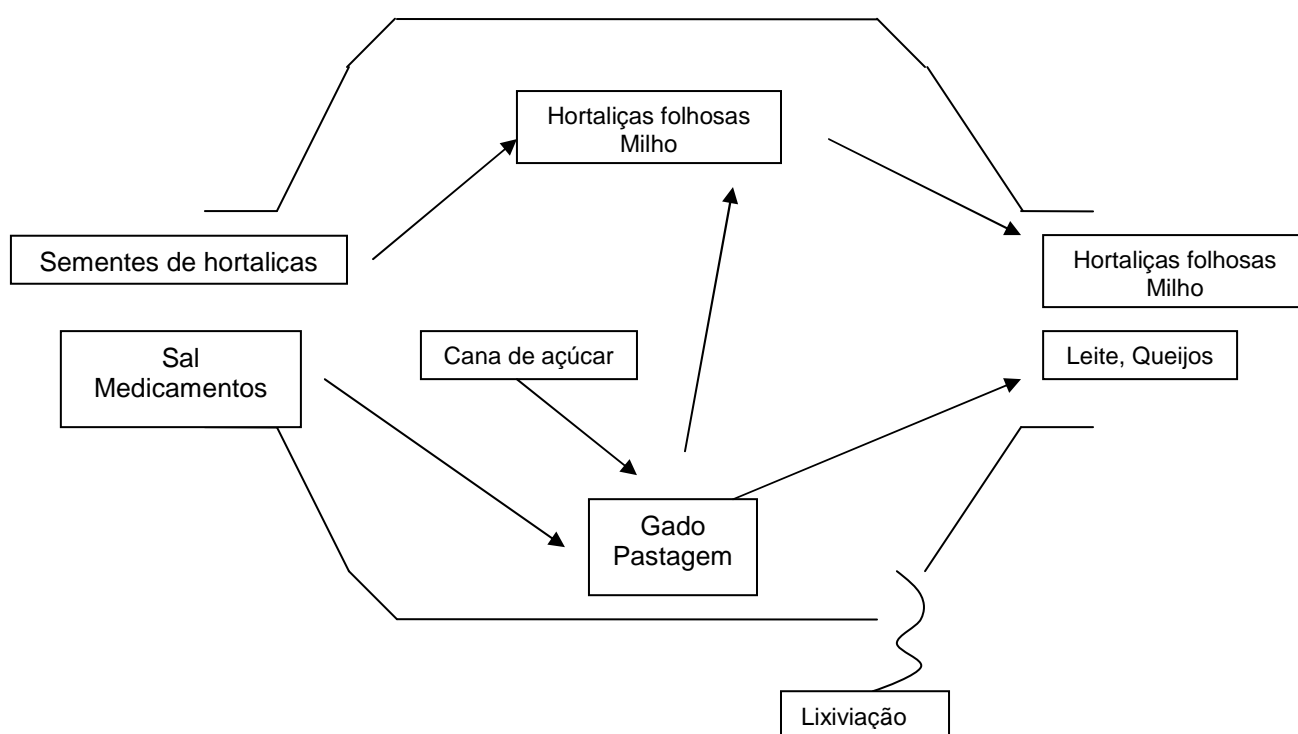 Hortaliças folhosas
Milho
Sementes de hortaliças
Hortaliças folhosas
Milho
Sal
Medicamentos
Cana de açúcar
Leite, Queijos
Gado
Pastagem
Lixiviação